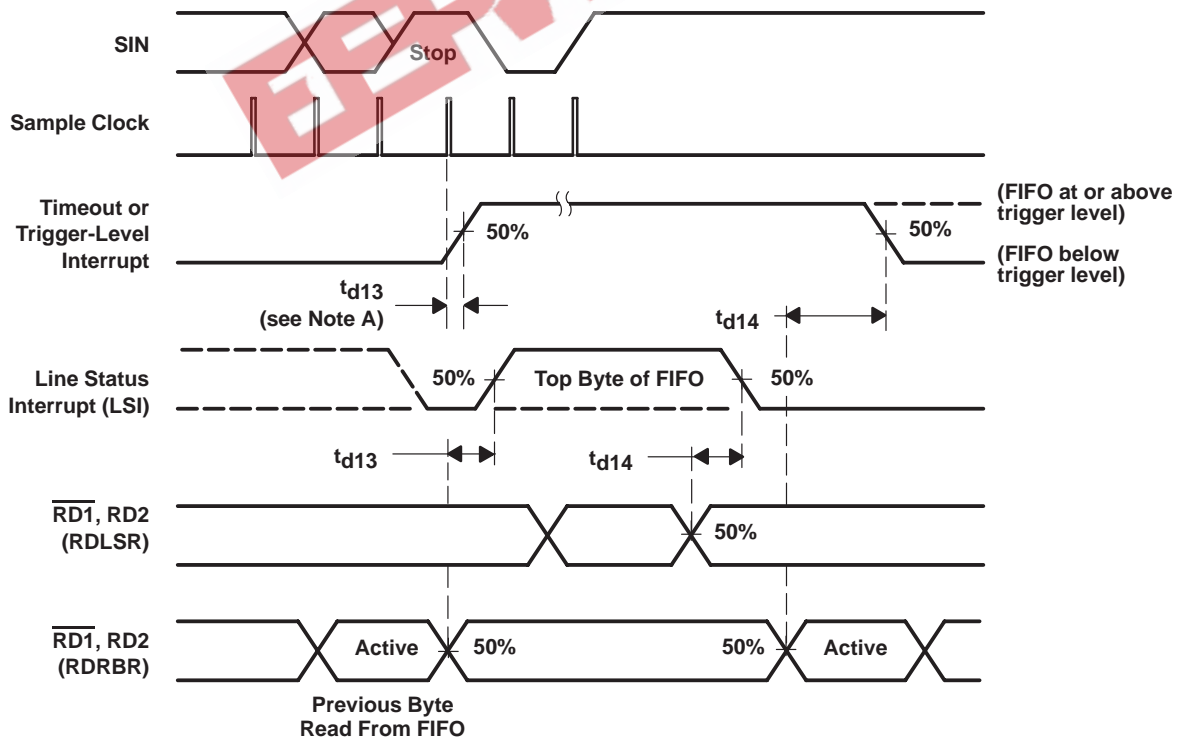 SIN
Stop
Sample Clock
Timeout or
Trigger-Level
Interrupt
50%
50%
(FIFO at or above
trigger level)
(FIFO below
trigger level)
td13
(see Note A)
td14
Line Status
Interrupt (LSI)
50%
Top Byte of FIFO
50%
td13
td14
RD1, RD2
(RDLSR)
50%
RD1, RD2
(RDRBR)
Active
50%
50%
Active
Previous Byte
Read From FIFO